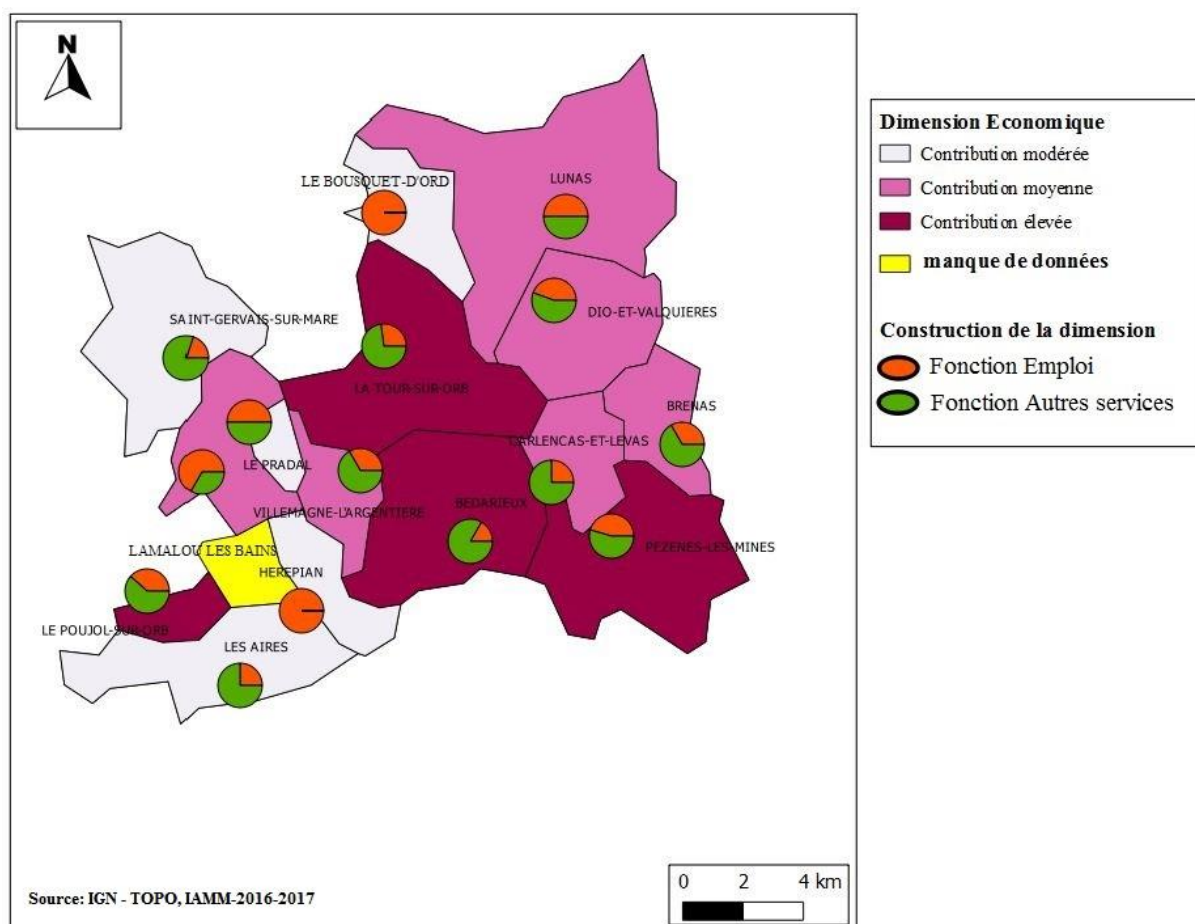 N
LE BOUSQUET-D'ORD
LUNAS
DIO-ET-VALQUIERES
SAINT-GERVAIS-SUR-MARE
LA-TOUR-SUR-ORB
BRENAS
CARLENCAS-ET-LEVAS
LE PRADAL
VILLEMAGNE-L'ARGENTIERE
BEDARIEUX
PEZENES-LES-MINES
LAMALOU LES BAINS
HEREPIAN
LE POUJOL-SUR-ORB
LES AIRES
Source: IGN - TOPO, IAMM-2016-2017
0 2 4 km
Dimension Economique
Contribution modérée
Contribution moyenne
Contribution élevée
manque de données
Construction de la dimension
Fonction Emploi
Fonction Autres services